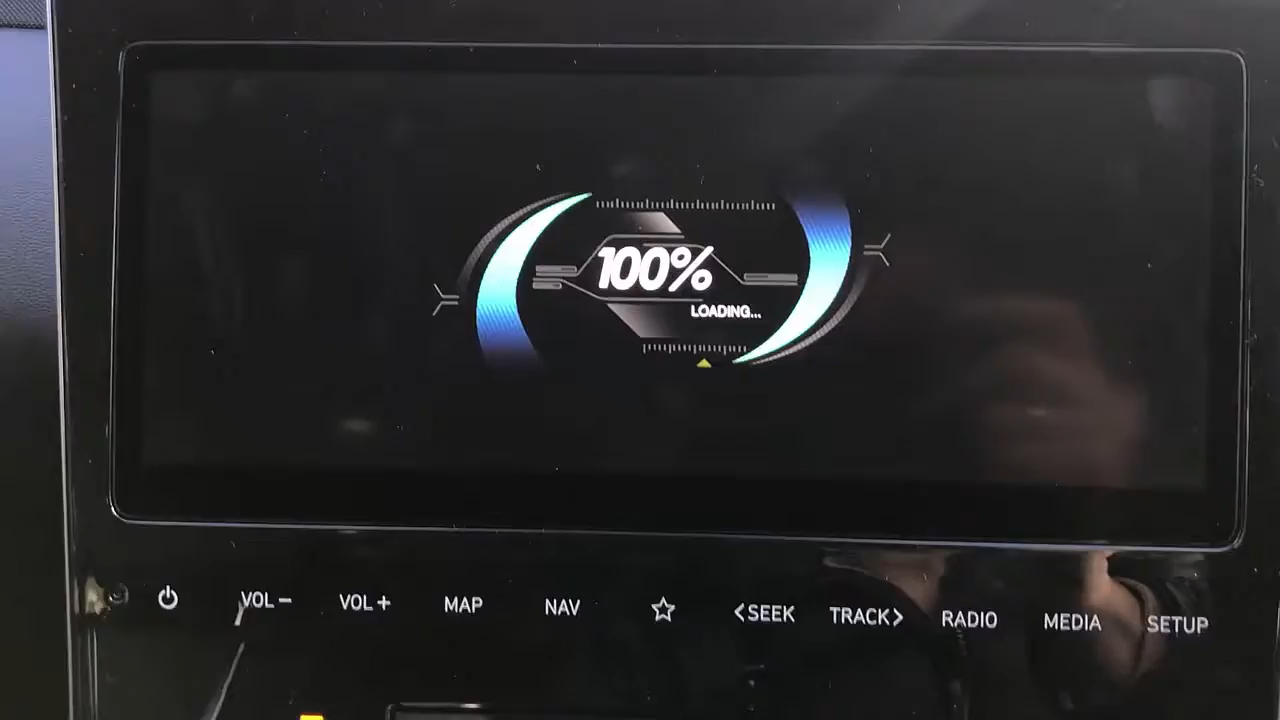 100%
LOADING...
VOL− VOL+ MAP NAV <SEEK TRACK> RADIO MEDIA SETUP